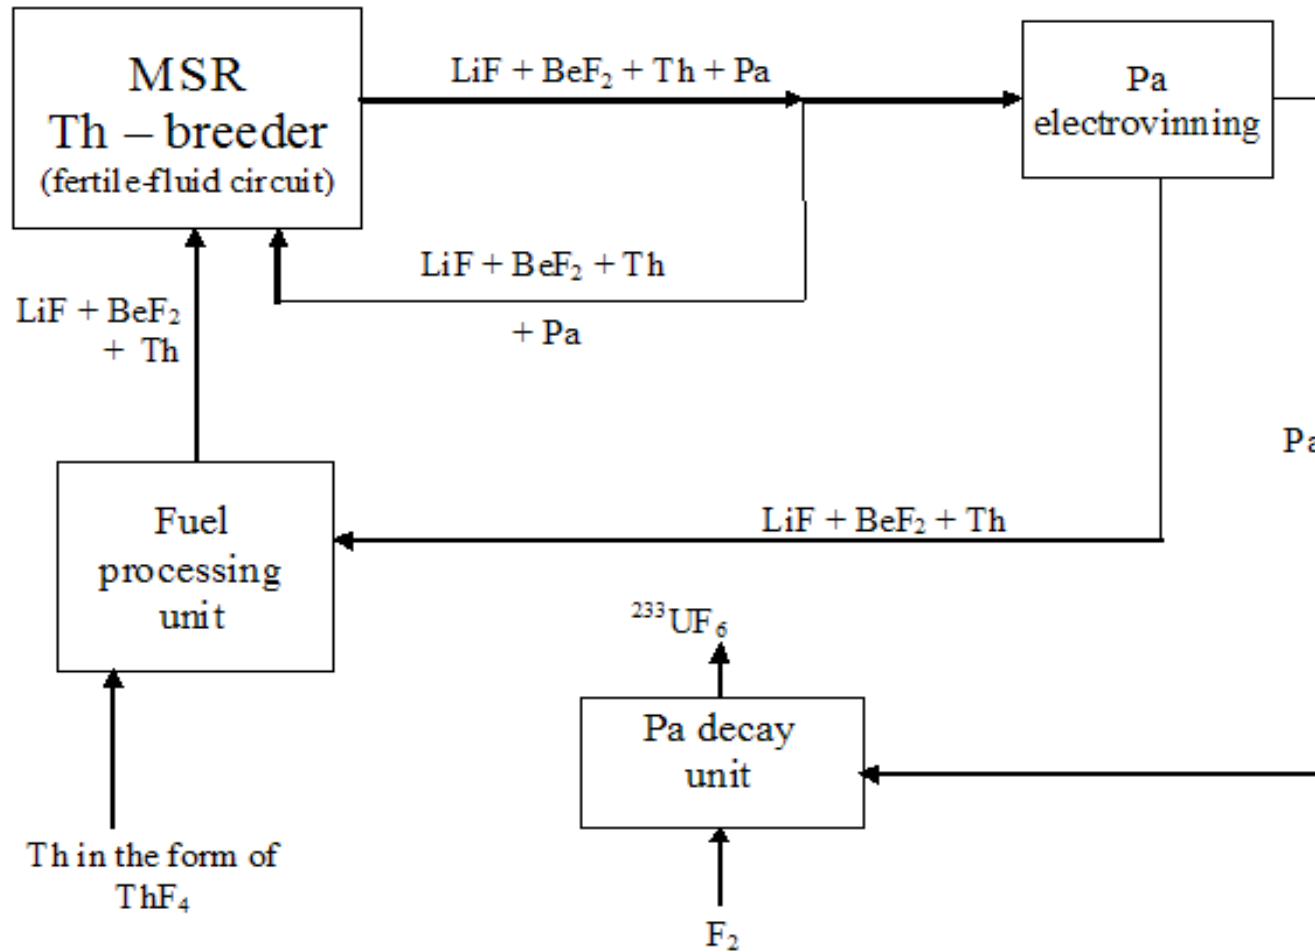 MSR
Th – breeder
(fertile-fluid circuit)
LiF + BeF₂ + Th + Pa
Pa
electrovinning
LiF + BeF₂ + Th
+ Pa
LiF + BeF₂
+ Th
Pa
Fuel
processing
unit
LiF + BeF₂ + Th
²³³UF₆
Pa decay
unit
Th in the form of
ThF₄
F₂